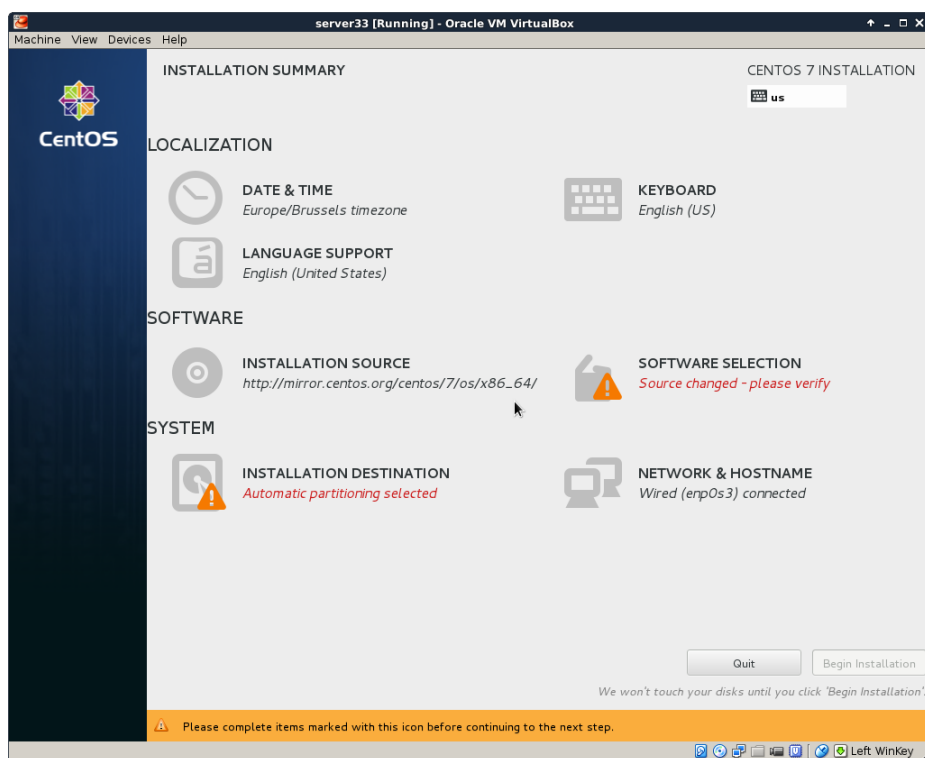 server33 [Running] - Oracle VM VirtualBox
Machine View Devices Help
INSTALLATION SUMMARY
CENTOS 7 INSTALLATION
us
CentOS
LOCALIZATION
DATE & TIME
Europe/Brussels timezone
KEYBOARD
English (US)
á
LANGUAGE SUPPORT
English (United States)
SOFTWARE
INSTALLATION SOURCE
http://mirror.centos.org/centos/7/os/x86_64/
SOFTWARE SELECTION
Source changed - please verify
SYSTEM
INSTALLATION DESTINATION
Automatic partitioning selected
NETWORK & HOSTNAME
Wired (enp0s3) connected
Quit
Begin Installation
We won't touch your disks until you click 'Begin Installation'.
Please complete items marked with this icon before continuing to the next step.
Left WinKey